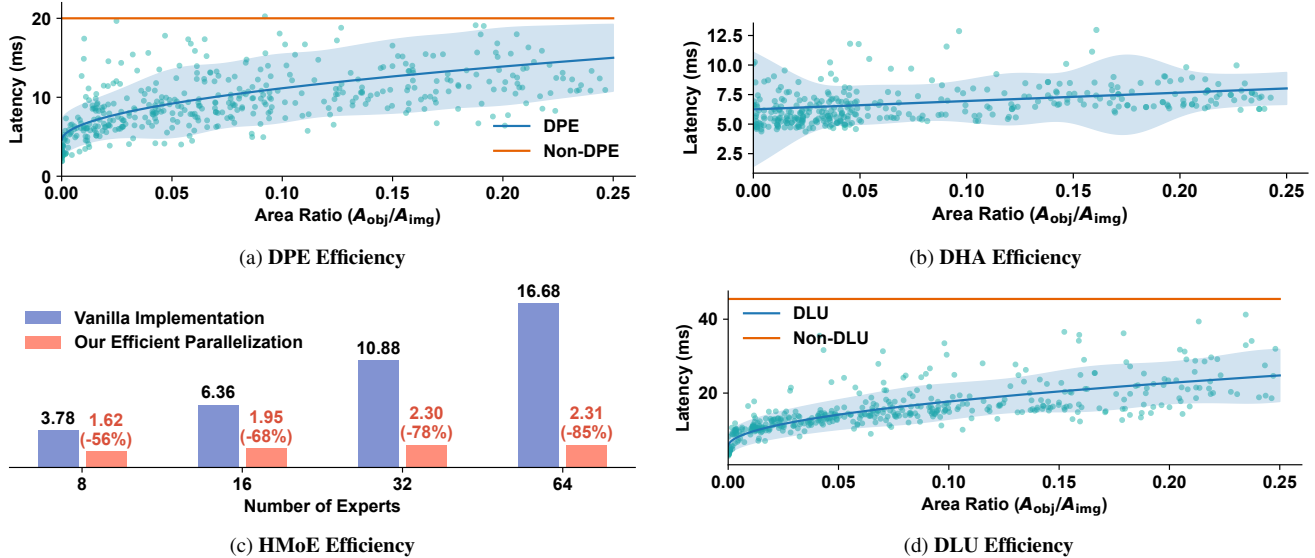 20
10
0
Latency (ms)
DPE
Non-DPE
0.00 0.05 0.10 0.15 0.20 0.25
Area Ratio (A_obj/A_img)
(a) DPE Efficiency
12.5
10.0
7.5
5.0
2.5
Latency (ms)
0.00 0.05 0.10 0.15 0.20 0.25
Area Ratio (A_obj/A_img)
(b) DHA Efficiency
Vanilla Implementation
Our Efficient Parallelization
3.78
1.62
(-56%)
6.36
1.95
(-68%)
10.88
2.30
(-78%)
16.68
2.31
(-85%)
8 16 32 64
Number of Experts
(c) HMoE Efficiency
40
20
Latency (ms)
DLU
Non-DLU
0.00 0.05 0.10 0.15 0.20 0.25
Area Ratio (A_obj/A_img)
(d) DLU Efficiency